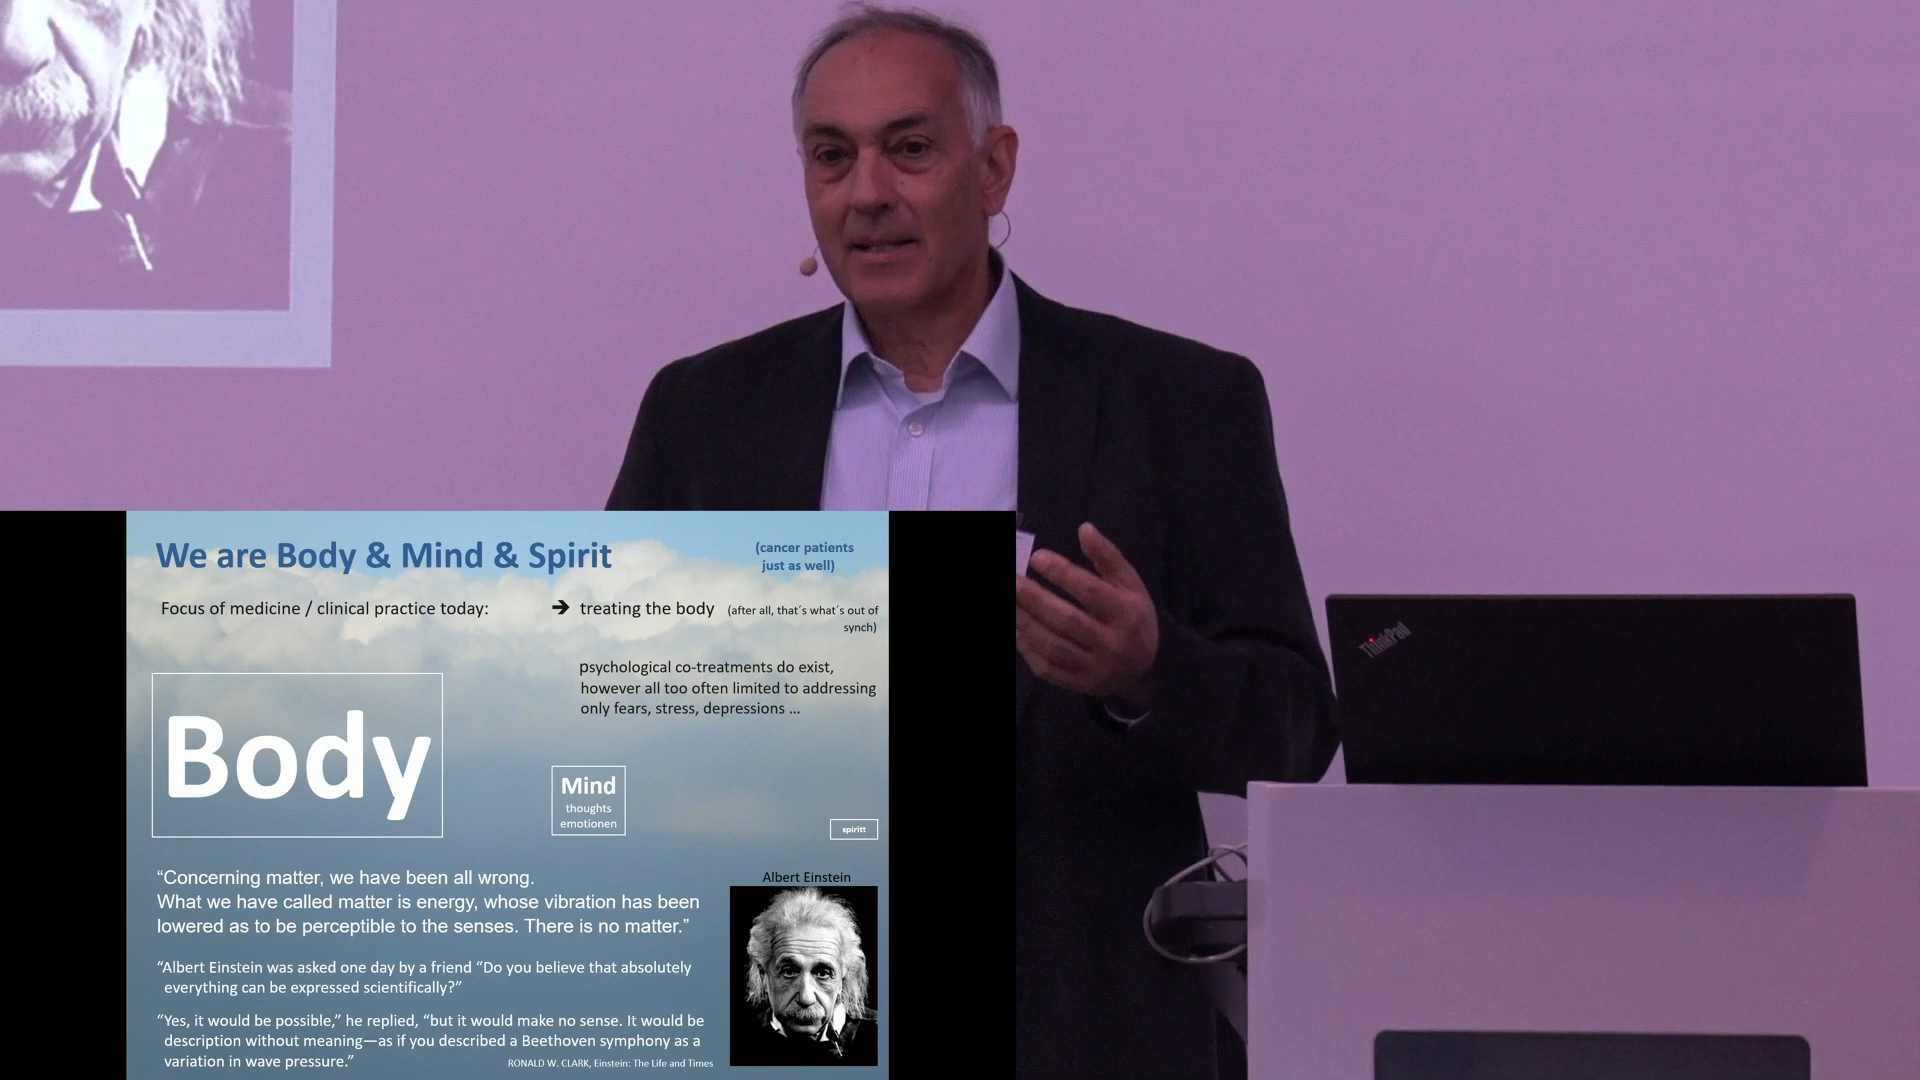 We are Body & Mind & Spirit
(cancer patients
just as well)
Focus of medicine / clinical practice today:
➔ treating the body (after all, that´s what´s out of
synch)
psychological co-treatments do exist,
however all too often limited to addressing
only fears, stress, depressions ...
Body
Mind
thoughts
emotionen
spiritt
“Concerning matter, we have been all wrong.
What we have called matter is energy, whose vibration has been
lowered as to be perceptible to the senses. There is no matter.”
Albert Einstein
“Albert Einstein was asked one day by a friend “Do you believe that absolutely
everything can be expressed scientifically?”
“Yes, it would be possible,” he replied, “but it would make no sense. It would be
description without meaning—as if you described a Beethoven symphony as a
variation in wave pressure.”
RONALD W. CLARK, Einstein: The Life and Times
ThinkPad